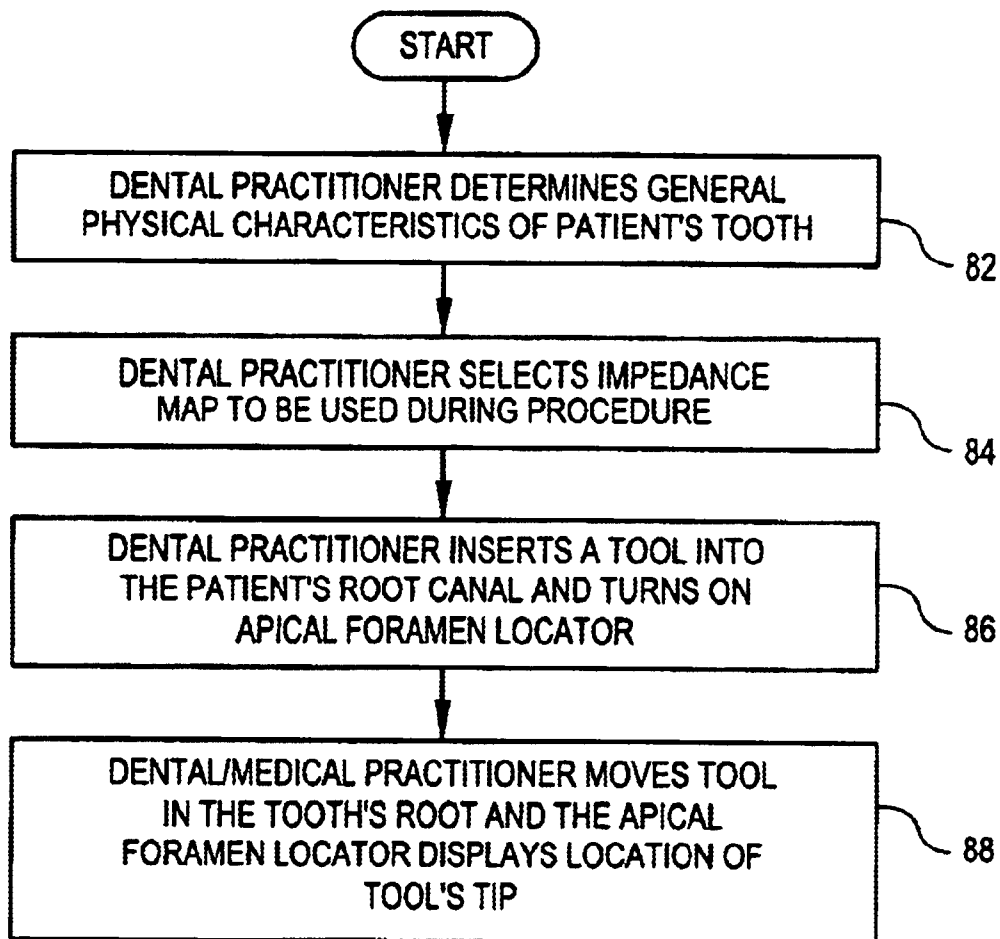 START
DENTAL PRACTITIONER DETERMINES GENERAL
PHYSICAL CHARACTERISTICS OF PATIENT'S TOOTH
82
DENTAL PRACTITIONER SELECTS IMPEDANCE
MAP TO BE USED DURING PROCEDURE
84
DENTAL PRACTITIONER INSERTS A TOOL INTO
THE PATIENT'S ROOT CANAL AND TURNS ON
APICAL FORAMEN LOCATOR
86
DENTAL/MEDICAL PRACTITIONER MOVES TOOL
IN THE TOOTH'S ROOT AND THE APICAL
FORAMEN LOCATOR DISPLAYS LOCATION OF
TOOL'S TIP
88